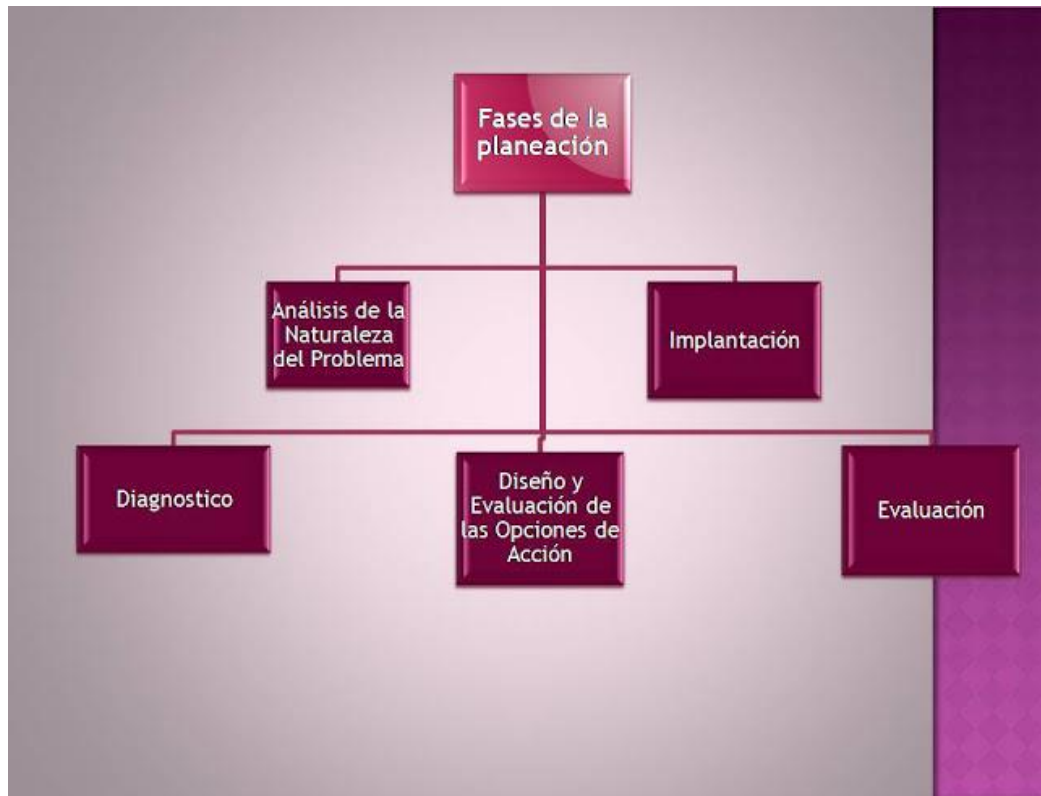 Fases de la
planeación
Análisis de la
Naturaleza
del Problema
Implantación
Diagnostico
Diseño y
Evaluación de
las Opciones de
Acción
Evaluación